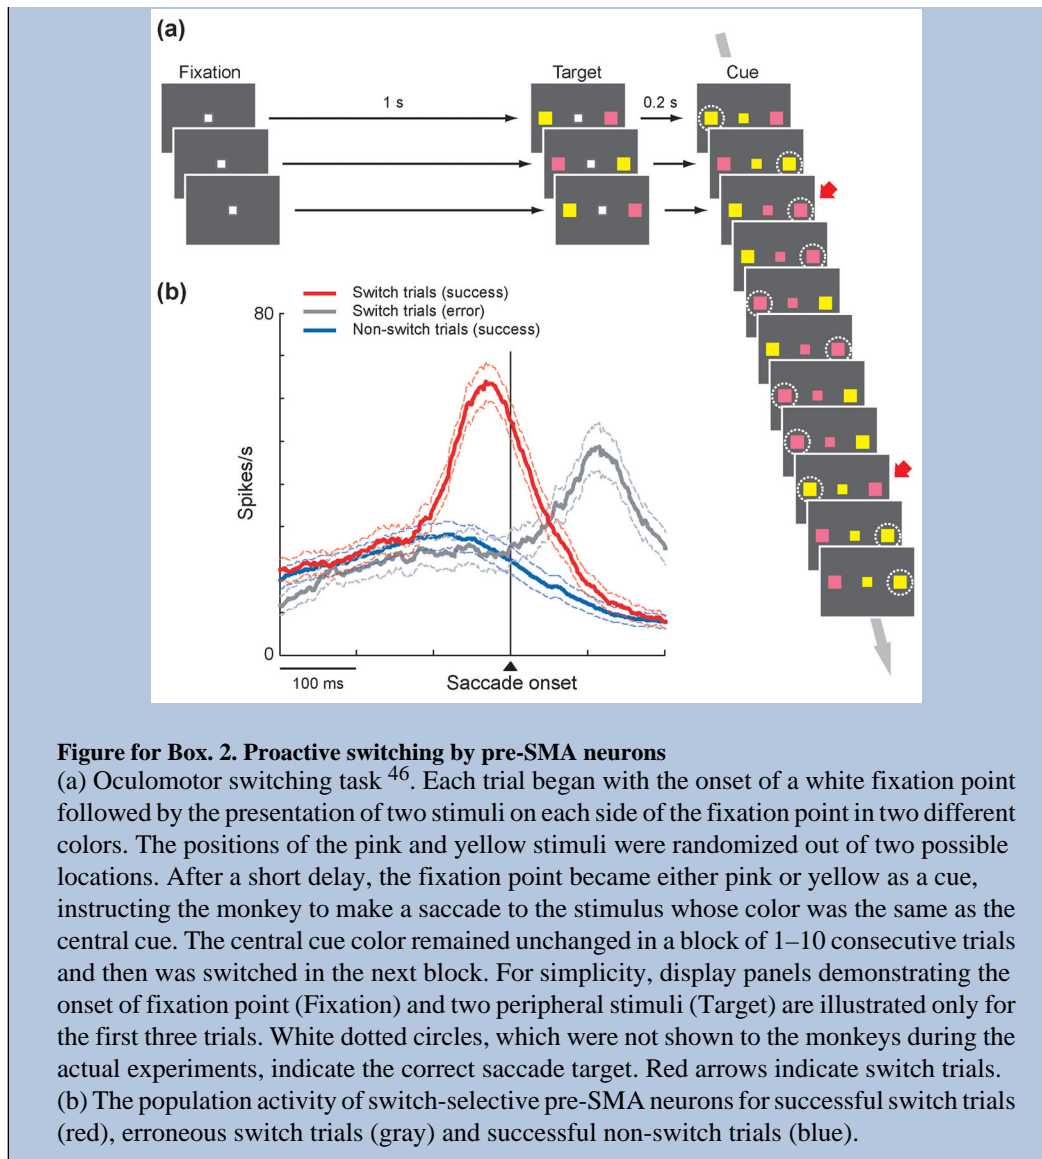 (a)
Fixation
Target
Cue
1 s
0.2 s
(b)
Switch trials (success)
Switch trials (error)
Non-switch trials (success)
80
Spikes/s
0
100 ms
Saccade onset
Figure for Box. 2. Proactive switching by pre-SMA neurons
(a) Oculomotor switching task 46. Each trial began with the onset of a white fixation point
followed by the presentation of two stimuli on each side of the fixation point in two different
colors. The positions of the pink and yellow stimuli were randomized out of two possible
locations. After a short delay, the fixation point became either pink or yellow as a cue,
instructing the monkey to make a saccade to the stimulus whose color was the same as the
central cue. The central cue color remained unchanged in a block of 1–10 consecutive trials
and then was switched in the next block. For simplicity, display panels demonstrating the
onset of fixation point (Fixation) and two peripheral stimuli (Target) are illustrated only for
the first three trials. White dotted circles, which were not shown to the monkeys during the
actual experiments, indicate the correct saccade target. Red arrows indicate switch trials.
(b) The population activity of switch-selective pre-SMA neurons for successful switch trials
(red), erroneous switch trials (gray) and successful non-switch trials (blue).